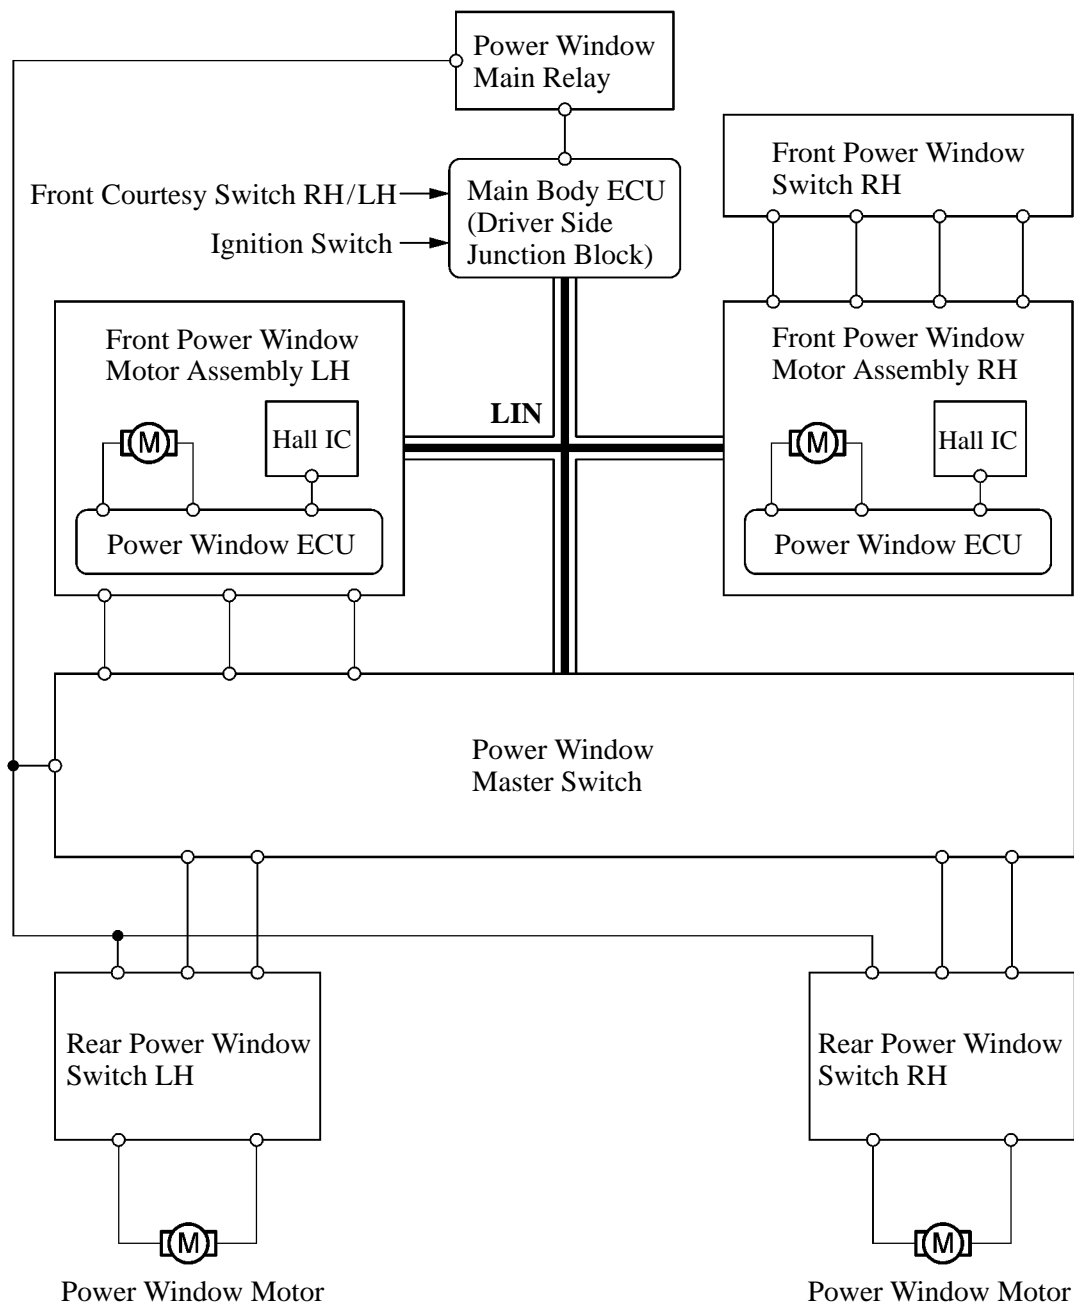 Power Window
Main Relay
Front Power Window
Switch RH
Front Courtesy Switch RH/LH
Ignition Switch
Main Body ECU
(Driver Side
Junction Block)
Front Power Window
Motor Assembly LH
M
Hall IC
Power Window ECU
LIN
Front Power Window
Motor Assembly RH
M
Hall IC
Power Window ECU
Power Window
Master Switch
Rear Power Window
Switch LH
Rear Power Window
Switch RH
M
Power Window Motor
M
Power Window Motor